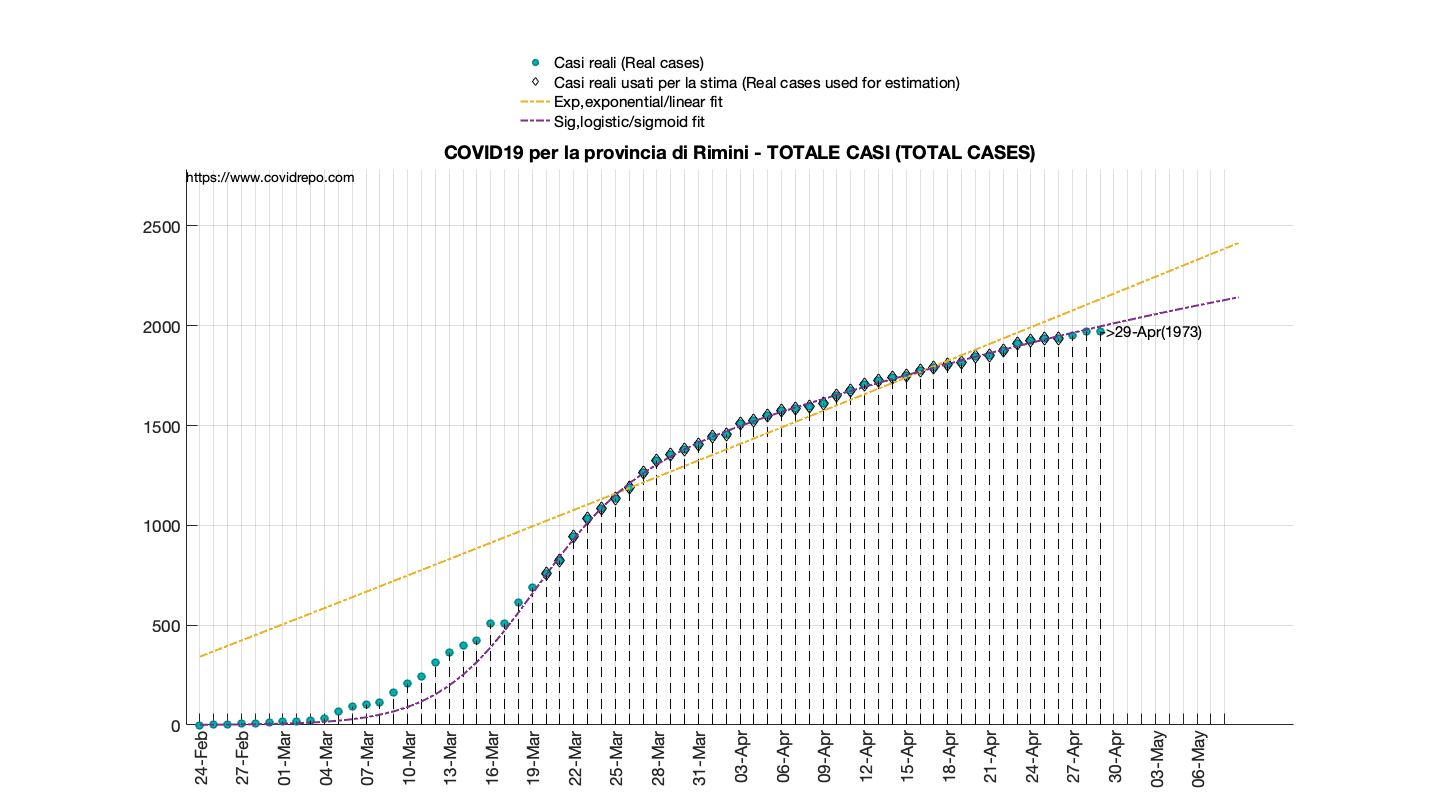 Casi reali (Real cases)
Casi reali usati per la stima (Real cases used for estimation)
Exp,exponential/linear fit
Sig,logistic/sigmoid fit
COVID19 per la provincia di Rimini - TOTALE CASI (TOTAL CASES)
https://www.covidrepo.com
2500
2000
1500
1000
500
0
>29-Apr(1973)
24-Feb
27-Feb
01-Mar
04-Mar
07-Mar
10-Mar
13-Mar
16-Mar
19-Mar
22-Mar
25-Mar
28-Mar
31-Mar
03-Apr
06-Apr
09-Apr
12-Apr
15-Apr
18-Apr
21-Apr
24-Apr
27-Apr
30-Apr
03-May
06-May